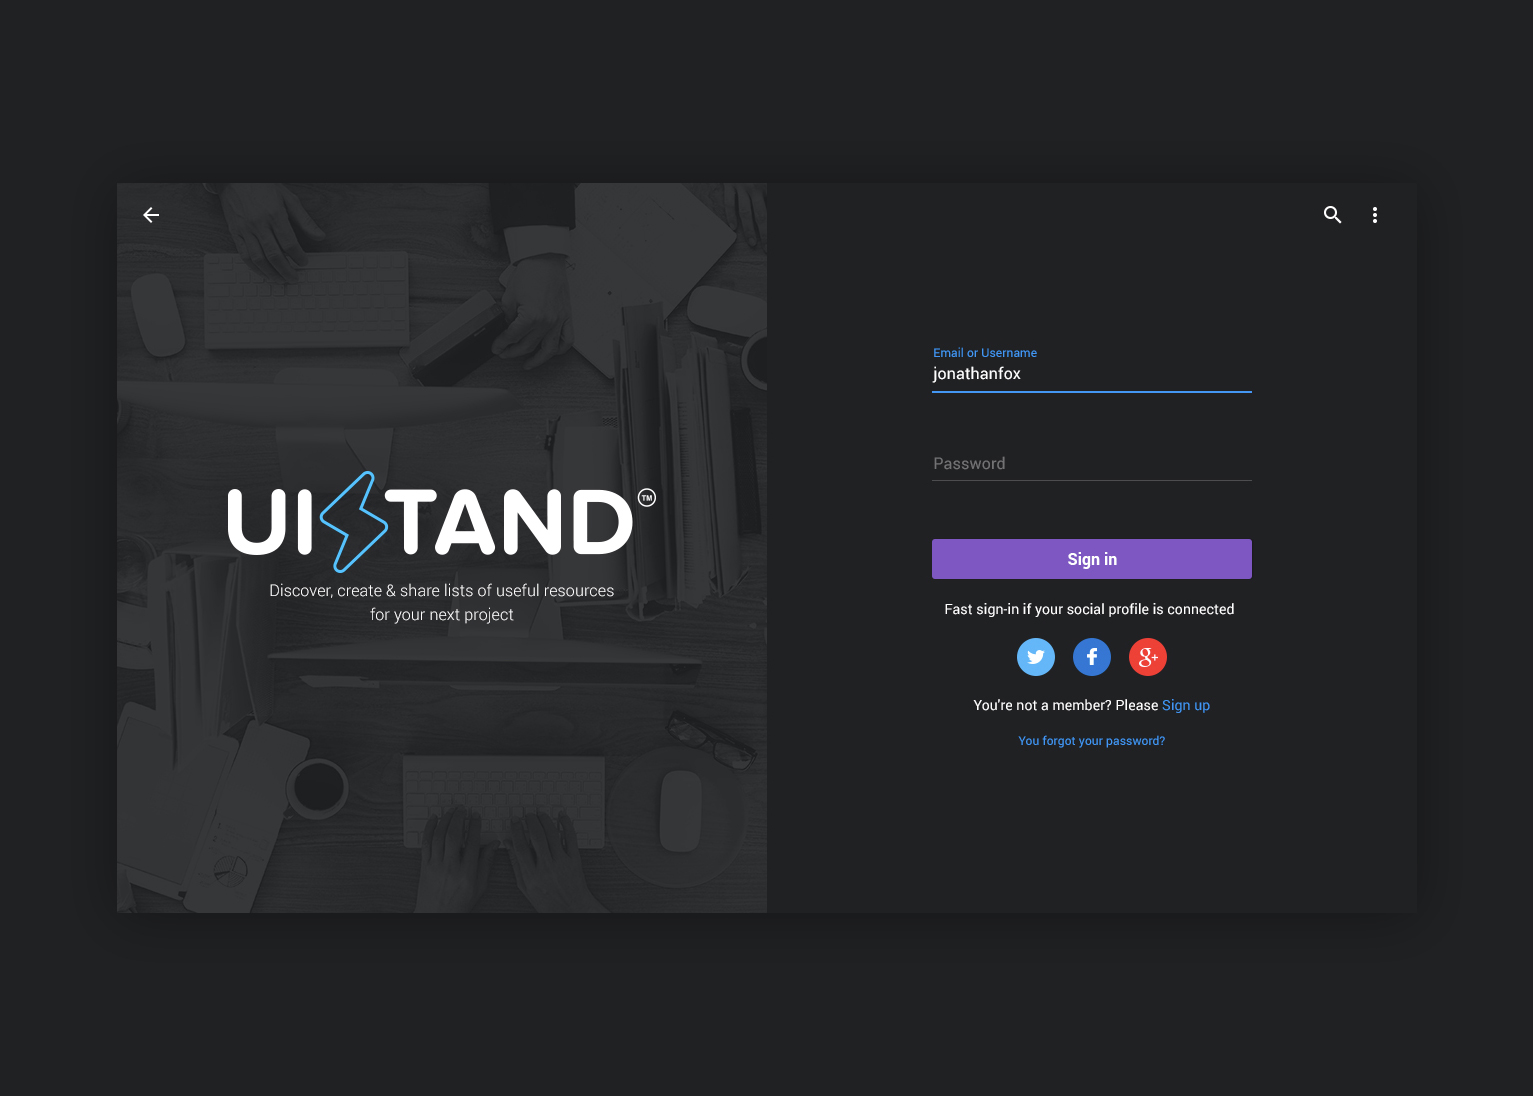 UISTAND TM
Discover, create & share lists of useful resources
for your next project
Email or Username
jonathanfox
Password
Sign in
Fast sign-in if your social profile is connected
f g+
You're not a member? Please Sign up
You forgot your password?